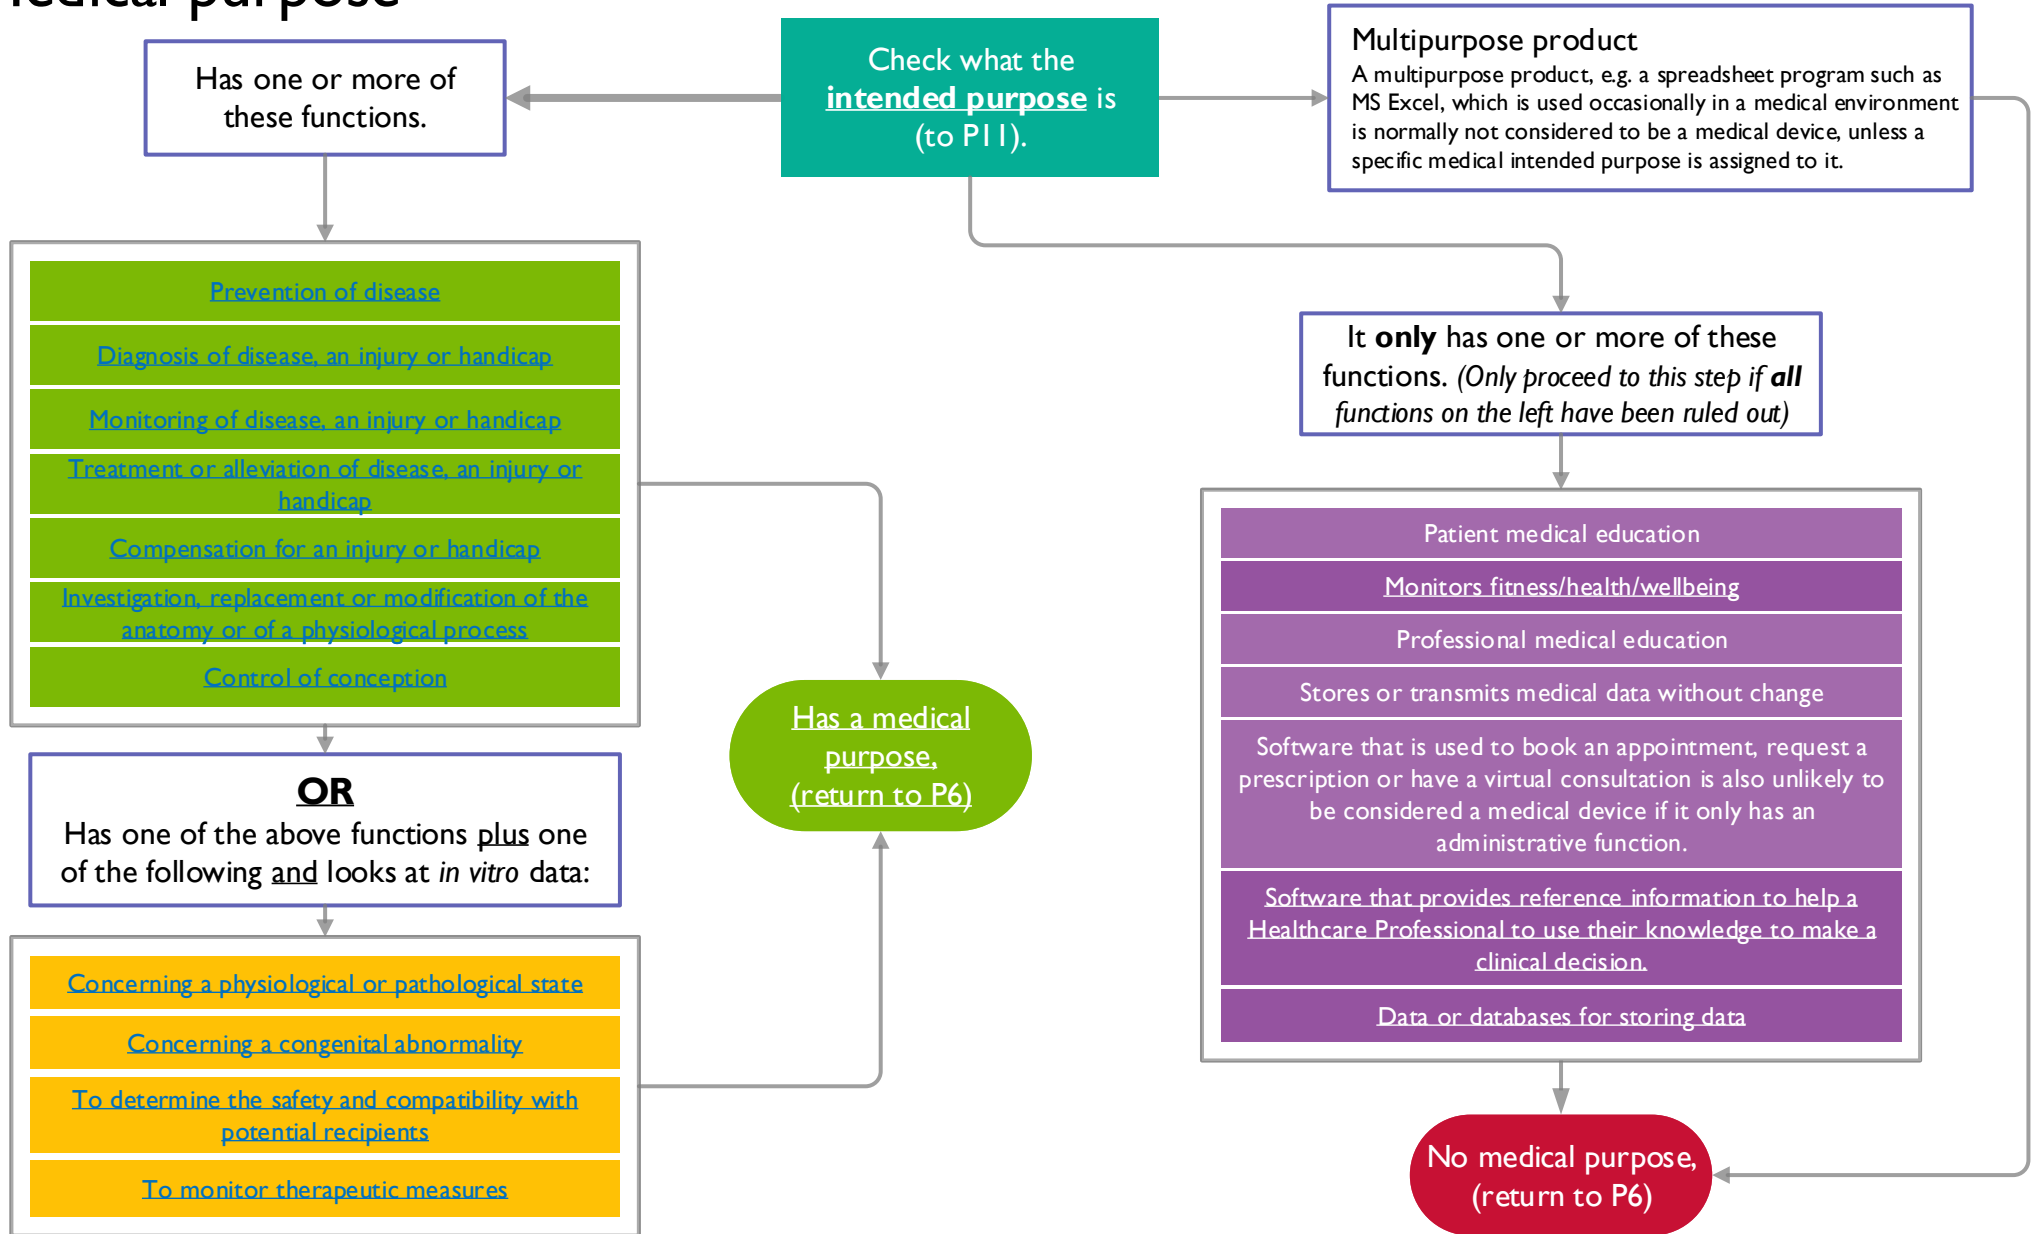 medical purpose
Has one or more of
these functions.
Check what the
intended purpose is
(to P11).
Multipurpose product
A multipurpose product, e.g. a spreadsheet program such as
MS Excel, which is used occasionally in a medical environment
is normally not considered to be a medical device, unless a
specific medical intended purpose is assigned to it.
Prevention of disease
Diagnosis of disease, an injury or handicap
Monitoring of disease, an injury or handicap
Treatment or alleviation of disease, an injury or
handicap
Compensation for an injury or handicap
Investigation, replacement or modification of the
anatomy or of a physiological process
Control of conception
OR
Has one of the above functions plus one
of the following and looks at in vitro data:
Concerning a physiological or pathological state
Concerning a congenital abnormality
To determine the safety and compatibility with
potential recipients
To monitor therapeutic measures
Has a medical
purpose,
(return to P6)
It only has one or more of these
functions. (Only proceed to this step if all
functions on the left have been ruled out)
Patient medical education
Monitors fitness/health/wellbeing
Professional medical education
Stores or transmits medical data without change
Software that is used to book an appointment, request a
prescription or have a virtual consultation is also unlikely to
be considered a medical device if it only has an
administrative function.
Software that provides reference information to help a
Healthcare Professional to use their knowledge to make a
clinical decision.
Data or databases for storing data
No medical purpose,
(return to P6)